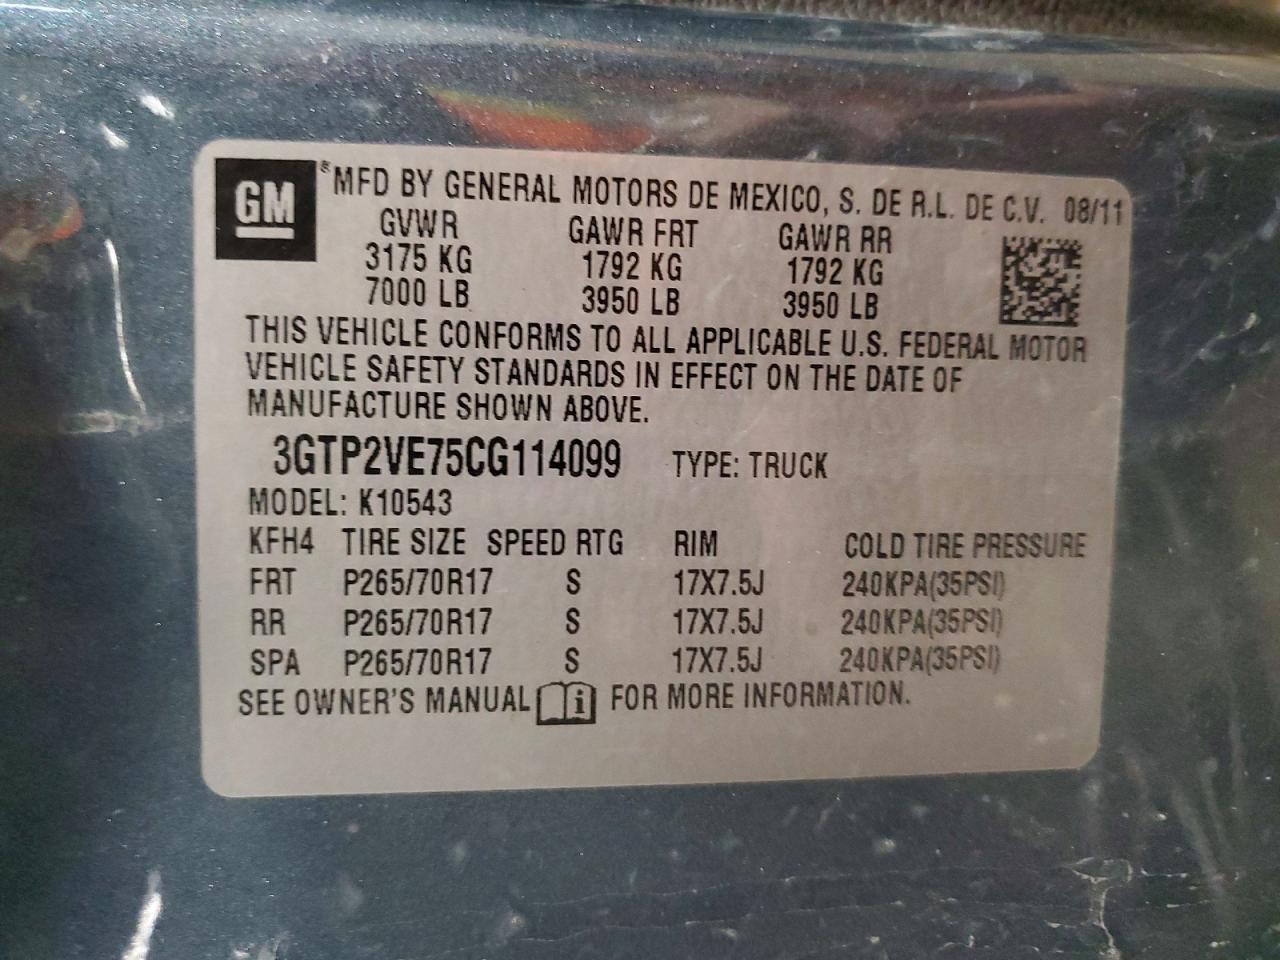 GM ® MFD BY GENERAL MOTORS DE MEXICO, S. DE R.L. DE C.V. 08/11
GVWR GAWR FRT GAWR RR
3175 KG 1792 KG 1792 KG
7000 LB 3950 LB 3950 LB
THIS VEHICLE CONFORMS TO ALL APPLICABLE U.S. FEDERAL MOTOR
VEHICLE SAFETY STANDARDS IN EFFECT ON THE DATE OF
MANUFACTURE SHOWN ABOVE.
3GTP2VE75CG114099 TYPE: TRUCK
MODEL: K10543
KFH4 TIRE SIZE SPEED RTG RIM COLD TIRE PRESSURE
FRT P265/70R17 S 17X7.5J 240KPA(35PSI)
RR P265/70R17 S 17X7.5J 240KPA(35PSI)
SPA P265/70R17 S 17X7.5J 240KPA(35PSI)
SEE OWNER'S MANUAL i FOR MORE INFORMATION.